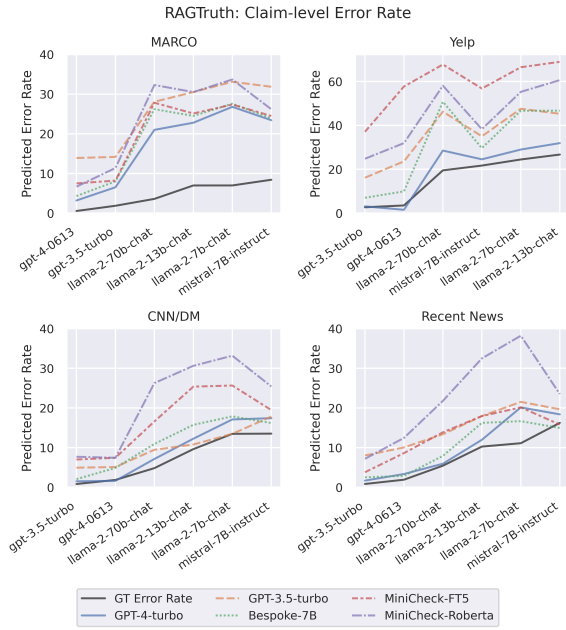 RAGTruth: Claim-level Error Rate
MARCO
Predicted Error Rate
40
30
20
10
0
gpt-4-0613
gpt-3.5-turbo
llama-2-70b-chat
llama-2-13b-chat
llama-2-7b-chat
mistral-7B-instruct
Yelp
Predicted Error Rate
60
40
20
0
gpt-3.5-turbo
gpt-4-0613
llama-2-70b-chat
mistral-7B-instruct
llama-2-7b-chat
llama-2-13b-chat
CNN/DM
Predicted Error Rate
40
30
20
10
0
gpt-3.5-turbo
gpt-4-0613
llama-2-70b-chat
llama-2-13b-chat
llama-2-7b-chat
mistral-7B-instruct
Recent News
Predicted Error Rate
40
30
20
10
0
gpt-3.5-turbo
gpt-4-0613
llama-2-70b-chat
llama-2-13b-chat
llama-2-7b-chat
mistral-7B-instruct
GT Error Rate
GPT-4-turbo
GPT-3.5-turbo
Bespoke-7B
MiniCheck-FT5
MiniCheck-Roberta